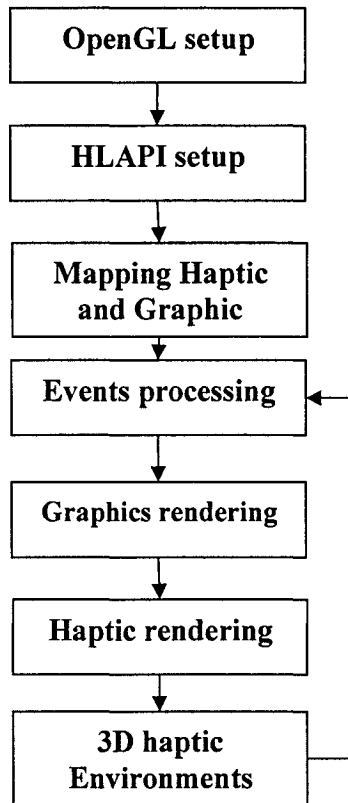 OpenGL setup
HLAPI setup
Mapping Haptic
and Graphic
Events processing
Graphics rendering
Haptic rendering
3D haptic
Environments